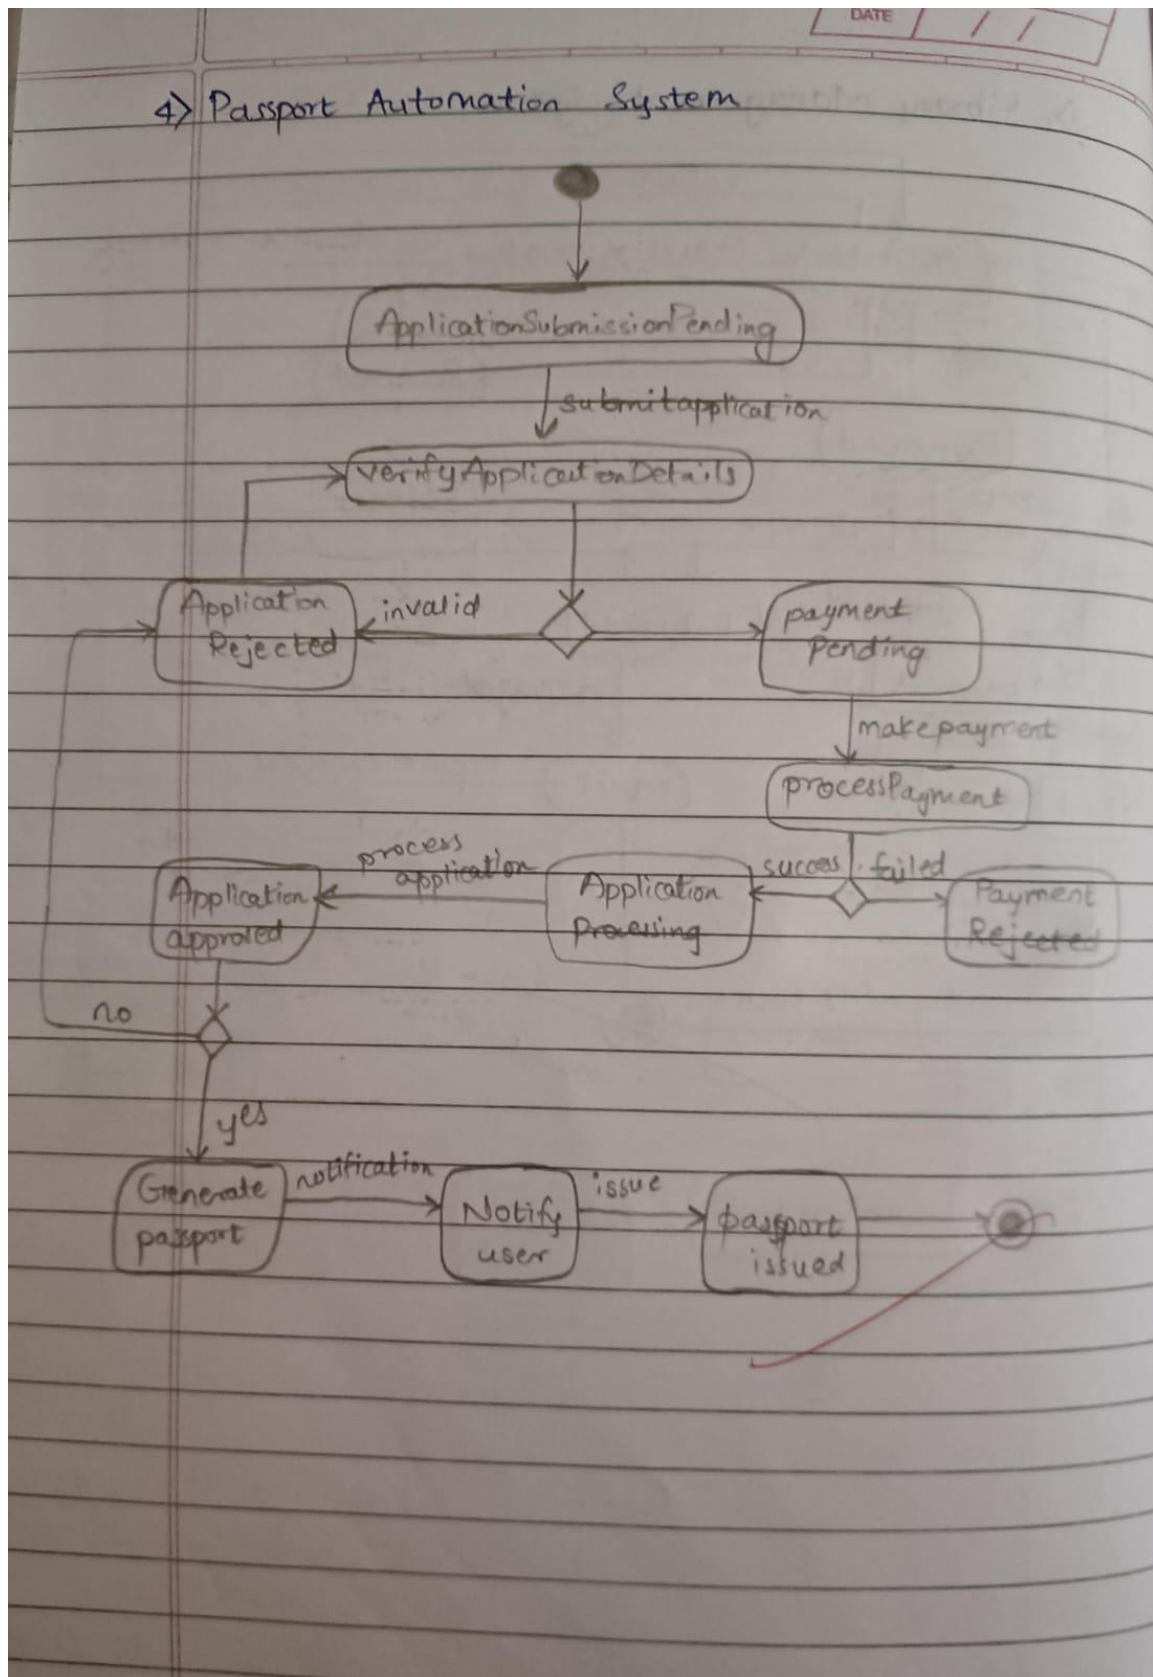 DATE / /
4) Passport Automation System
ApplicationSubmissionPending
submitapplication
verifyApplicationDetails
Application
Rejected
invalid
payment
Pending
makepayment
processPayment
success
failed
Payment
Rejected
Application
Processing
process
application
Application
approved
no
yes
Generate
passport
notification
Notify
user
issue
passport
issued